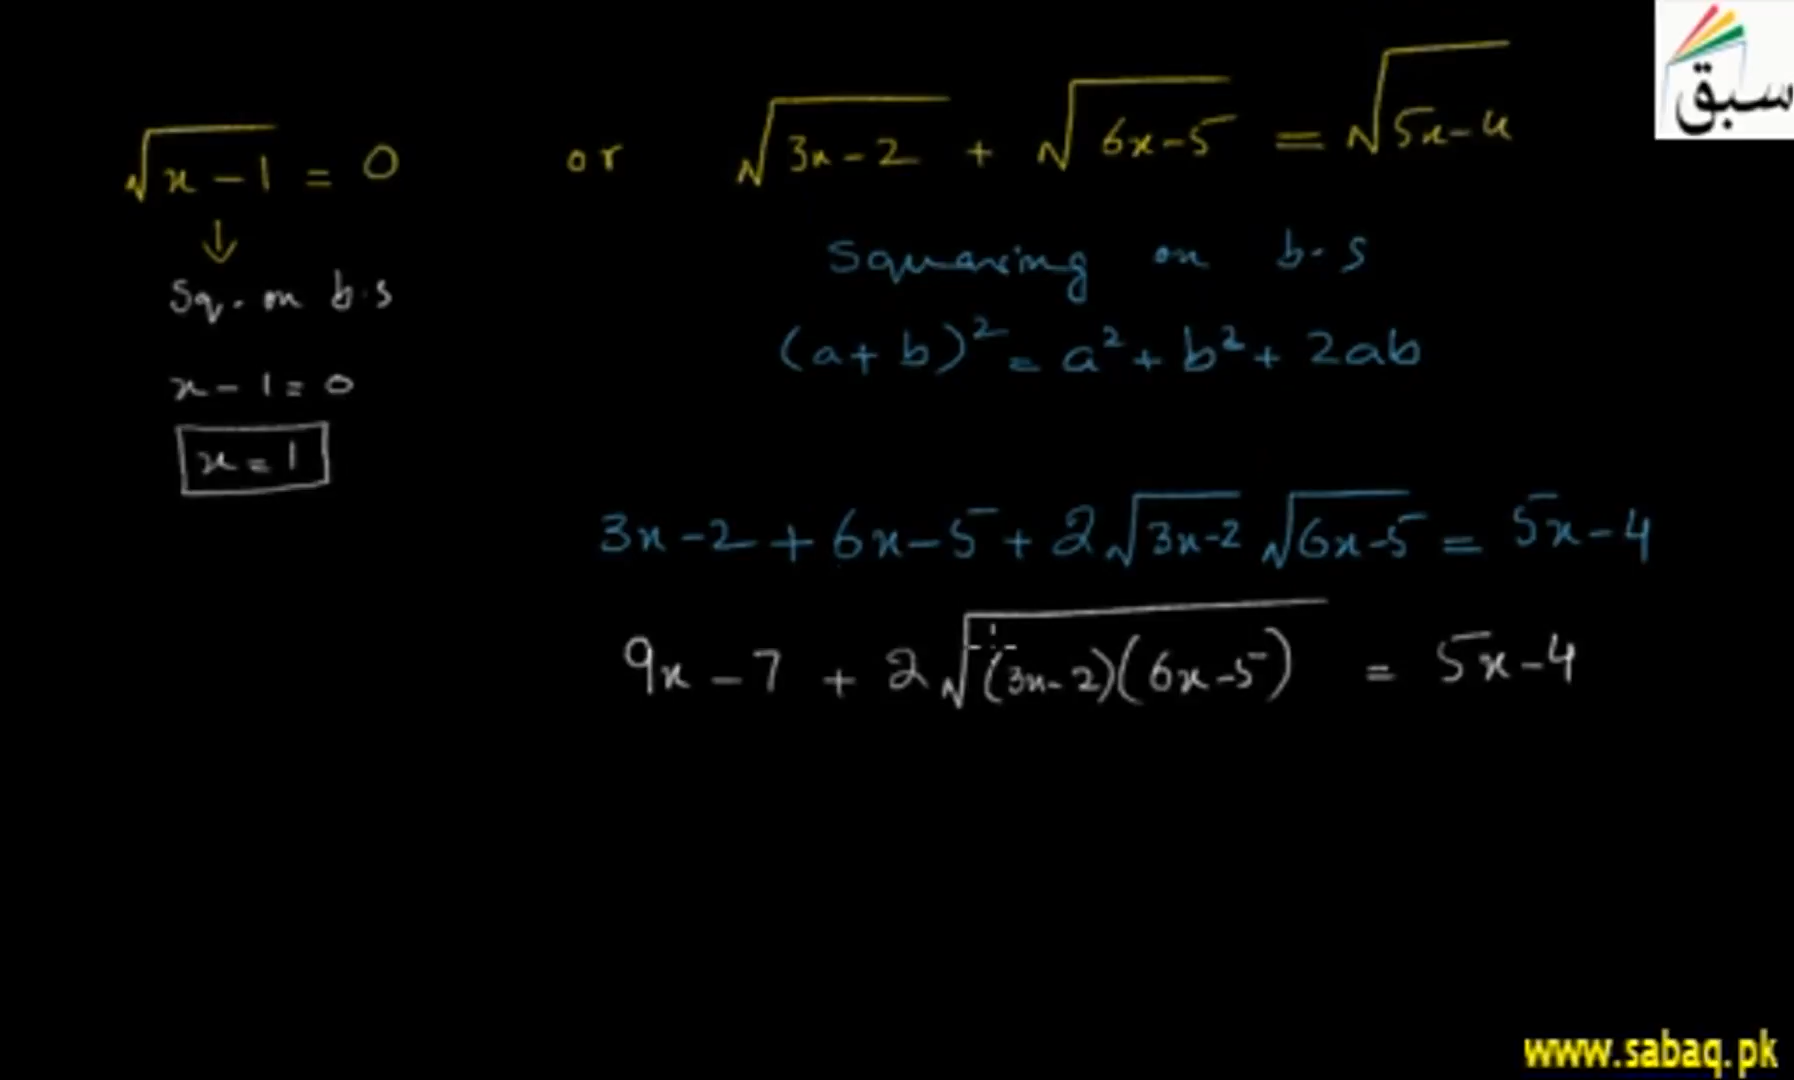 سبق
√x-1 = 0 or √3x-2 + √6x-5 = √5x-4
↓
Sq. on b.s
x-1=0
x=1
Squaring on b.s
(a+b)² = a² + b² + 2ab
3x-2+6x-5+2√3x-2 √6x-5 = 5x-4
9x-7+2√(3x-2)(6x-5) = 5x-4
www.sabaq.pk